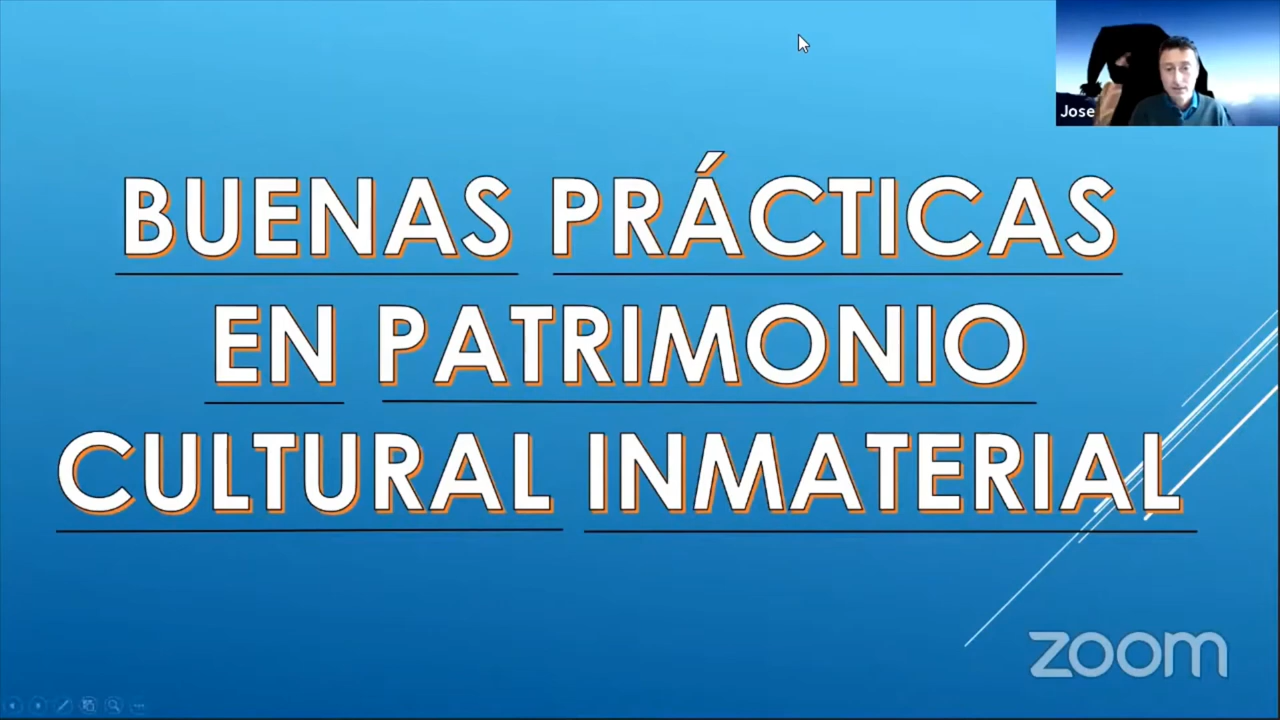 Jose
BUENAS PRÁCTICAS
EN PATRIMONIO
CULTURAL INMATERIAL
zoom